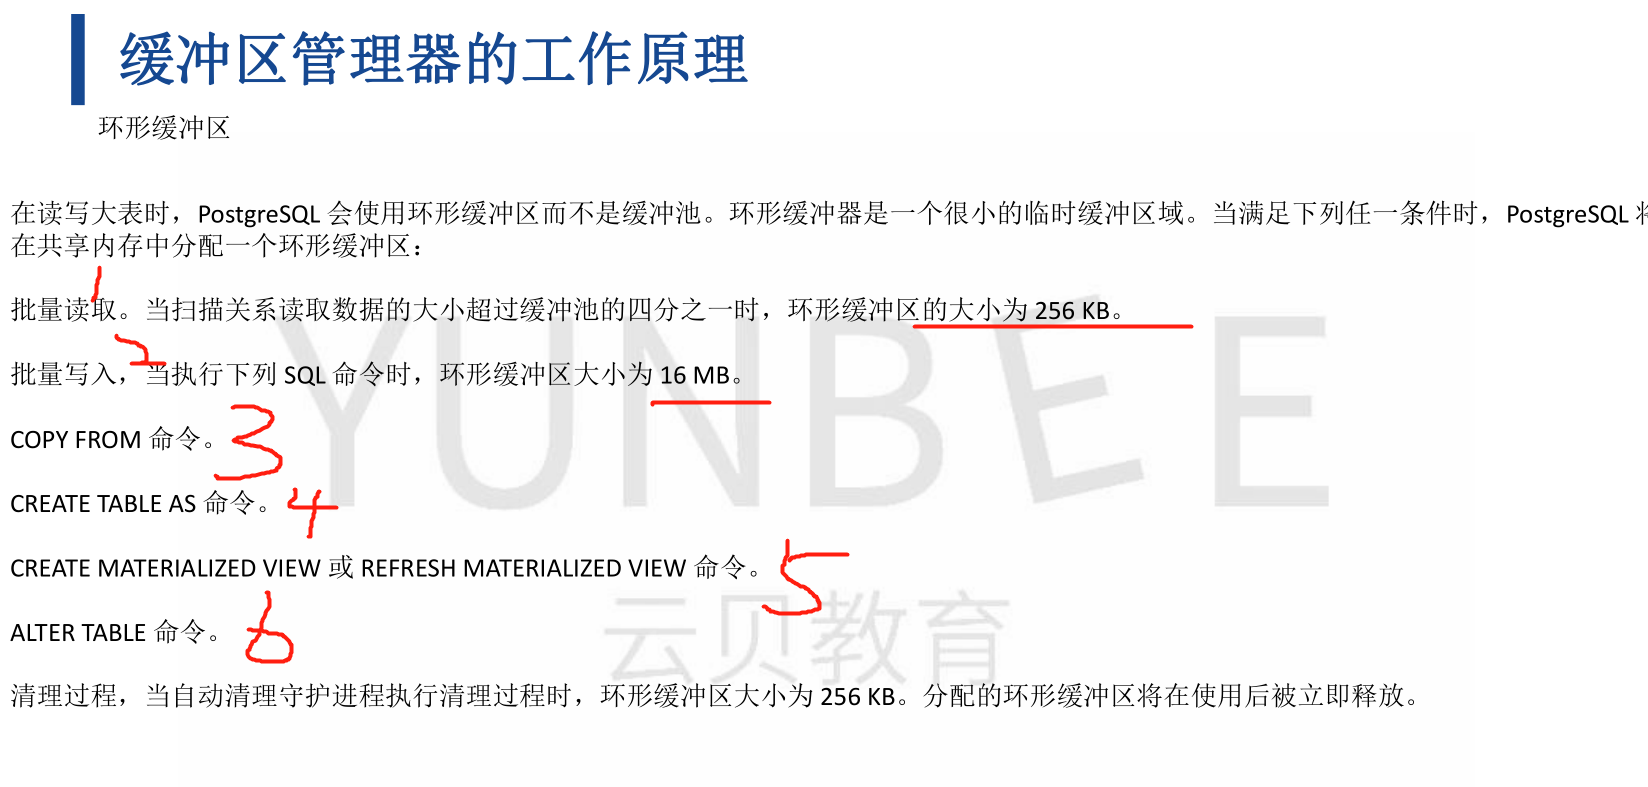 缓冲区管理器的工作原理
环形缓冲区
在读写大表时，PostgreSQL 会使用环形缓冲区而不是缓冲池。环形缓冲器是一个很小的临时缓冲区域。当满足下列任一条件时，PostgreSQL 将
在共享内存中分配一个环形缓冲区：
1
批量读取。当扫描关系读取数据的大小超过缓冲池的四分之一时，环形缓冲区的大小为 256 KB。
2
批量写入，当执行下列 SQL 命令时，环形缓冲区大小为 16 MB。
COPY FROM 命令。 3
CREATE TABLE AS 命令。 4
CREATE MATERIALIZED VIEW 或 REFRESH MATERIALIZED VIEW 命令。 5
ALTER TABLE 命令。 6
清理过程，当自动清理守护进程执行清理过程时，环形缓冲区大小为 256 KB。分配的环形缓冲区将在使用后被立即释放。
YUNBEE
云贝教育